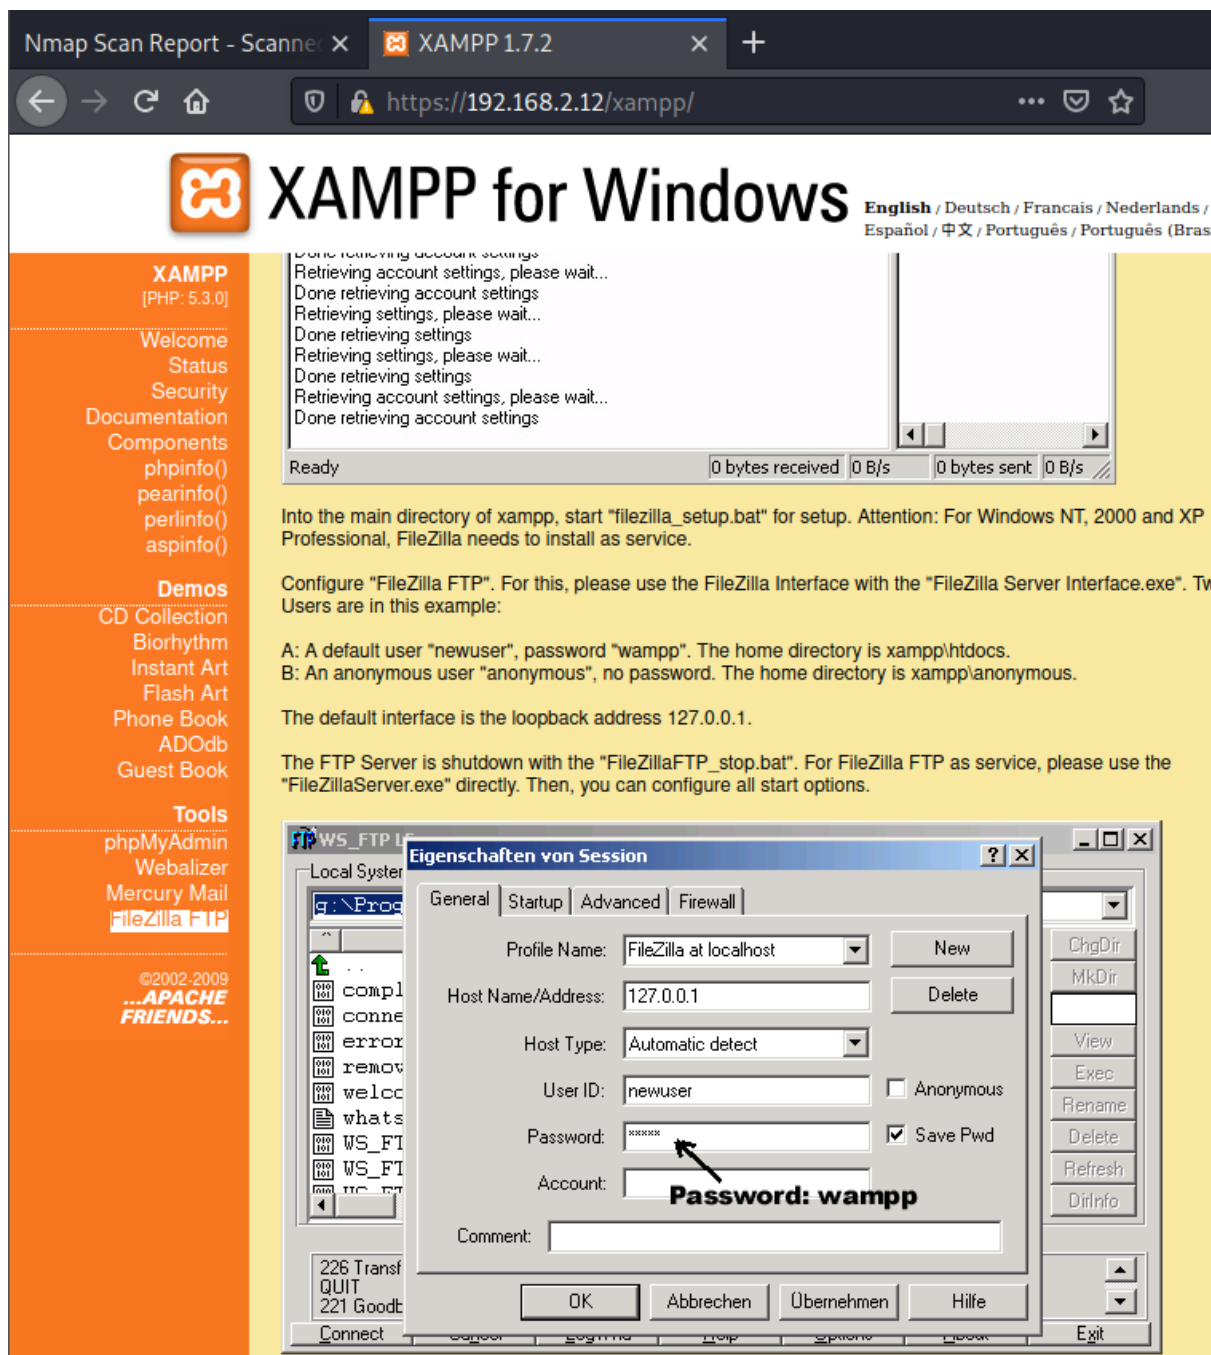 Nmap Scan Report - Scanne
XAMPP 1.7.2
https://192.168.2.12/xampp/
XAMPP for Windows
English / Deutsch / Francais / Nederlands /
Español / 中文 / Português / Português (Bras
XAMPP
[PHP: 5.3.0]
Welcome
Status
Security
Documentation
Components
phpinfo()
pearinfo()
perlinfo()
aspinfo()
Demos
CD Collection
Biorhythm
Instant Art
Flash Art
Phone Book
ADOdb
Guest Book
Tools
phpMyAdmin
Webalizer
Mercury Mail
FileZilla FTP
©2002-2009
...APACHE
FRIENDS...
Done retrieving account settings
Retrieving account settings, please wait...
Done retrieving account settings
Retrieving settings, please wait...
Done retrieving settings
Retrieving settings, please wait...
Done retrieving settings
Retrieving account settings, please wait...
Done retrieving account settings
Ready
0 bytes received
0 B/s
0 bytes sent
0 B/s
Into the main directory of xampp, start "filezilla_setup.bat" for setup. Attention: For Windows NT, 2000 and XP
Professional, FileZilla needs to install as service.
Configure "FileZilla FTP". For this, please use the FileZilla Interface with the "FileZilla Server Interface.exe". Tw
Users are in this example:
A: A default user "newuser", password "wampp". The home directory is xampp\htdocs.
B: An anonymous user "anonymous", no password. The home directory is xampp\anonymous.
The default interface is the loopback address 127.0.0.1.
The FTP Server is shutdown with the "FileZillaFTP_stop.bat". For FileZilla FTP as service, please use the
"FileZillaServer.exe" directly. Then, you can configure all start options.
WS_FTP L
Eigenschaften von Session
Local Syster
g:\Prog
General
Startup
Advanced
Firewall
Profile Name:
FileZilla at localhost
New
Host Name/Address:
127.0.0.1
Delete
Host Type:
Automatic detect
User ID:
newuser
Anonymous
Password:
*****
Save Pwd
Account:
Password: wampp
Comment:
OK
Abbrechen
Übernehmen
Hilfe
..
compl
conne
error
remov
welco
whats
WS_FT
WS_FT
ChgDir
MkDir
View
Exec
Rename
Delete
Refresh
DirInfo
226 Transf
QUIT
221 Goodb
Connect
Exit